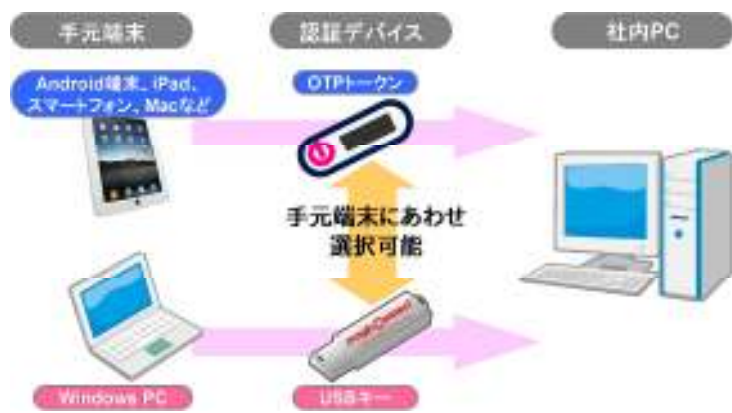 手元端末
認証デバイス
社内PC
Android端末、iPad、
スマートフォン、Macなど
OTPトークン
手元端末にあわせ
選択可能
Windows PC
USBキー